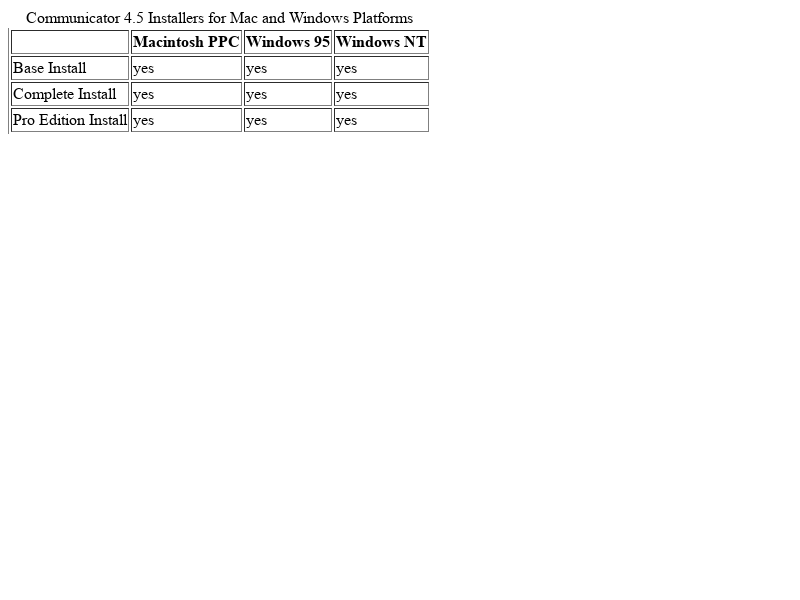 Communicator 4.5 Installers for Mac and Windows Platforms
Macintosh PPC Windows 95 Windows NT
Base Install yes yes yes
Complete Install yes yes yes
Pro Edition Install yes yes yes